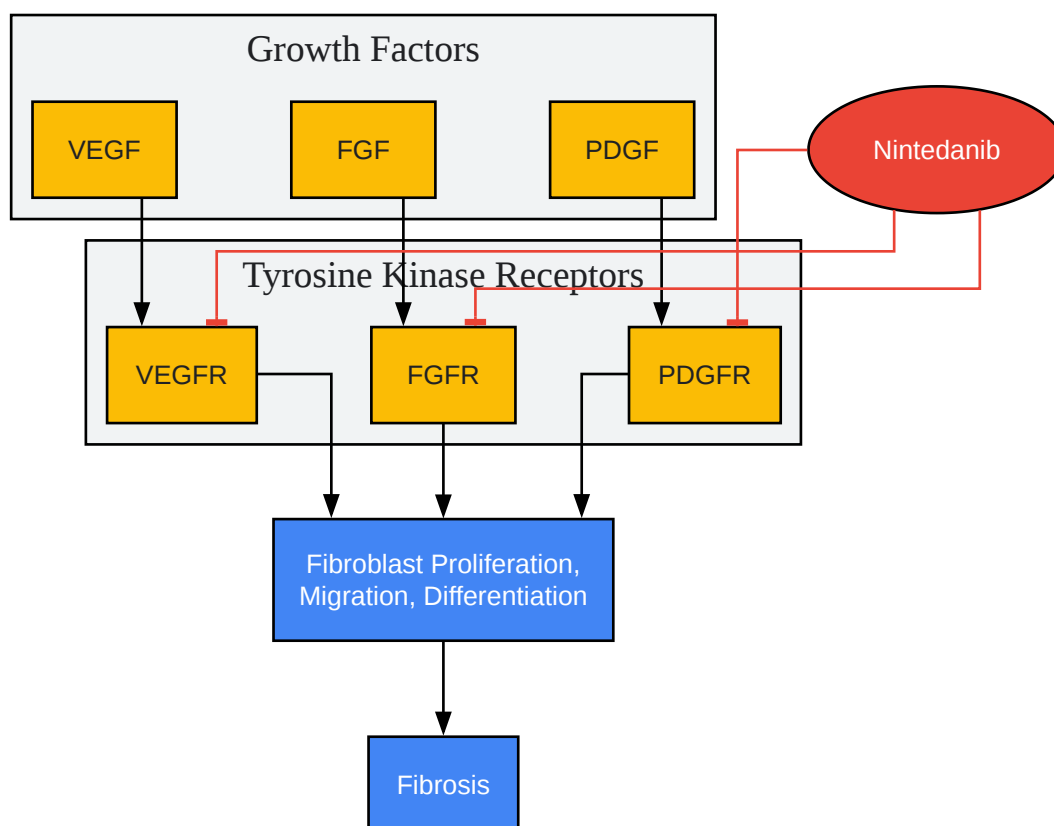 Growth Factors
VEGF
FGF
PDGF
Nintedanib
Tyrosine Kinase Receptors
VEGFR
FGFR
PDGFR
Fibroblast Proliferation,
Migration, Differentiation
Fibrosis